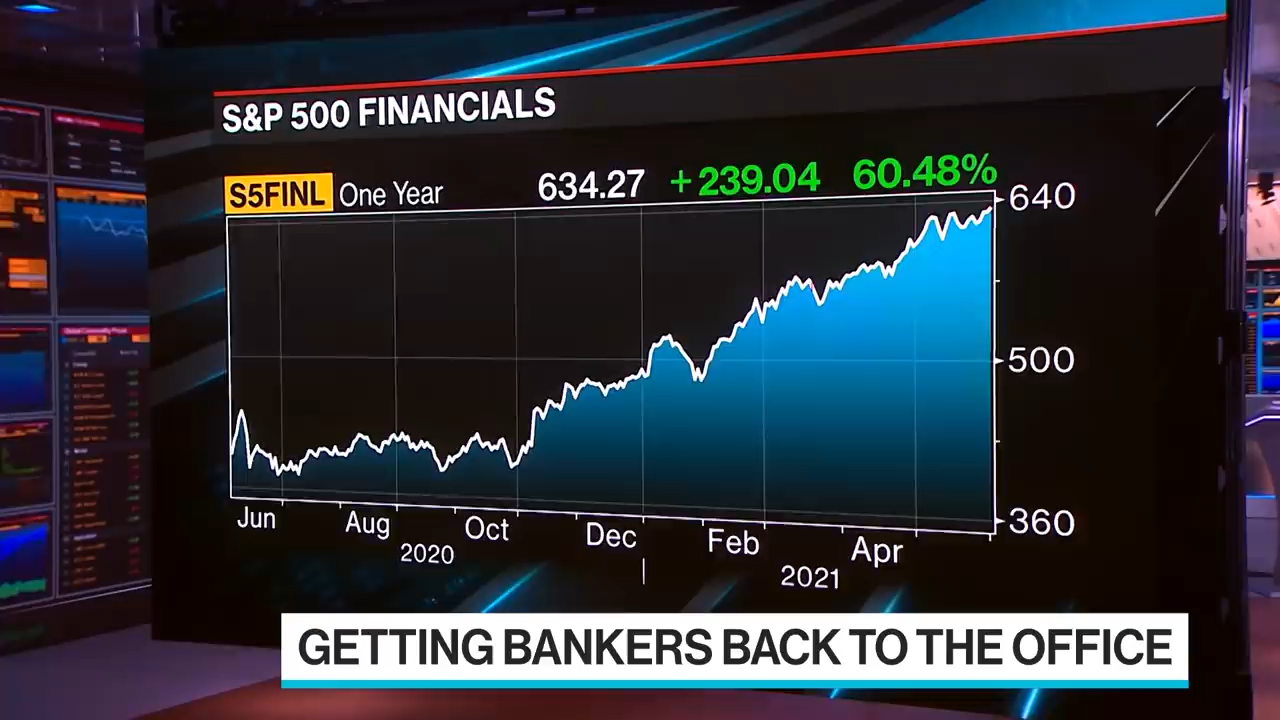 S&P 500 FINANCIALS
S5FINL One Year 634.27 +239.04 60.48%
640
500
360
Jun Aug Oct Dec Feb Apr
2020 2021
GETTING BANKERS BACK TO THE OFFICE